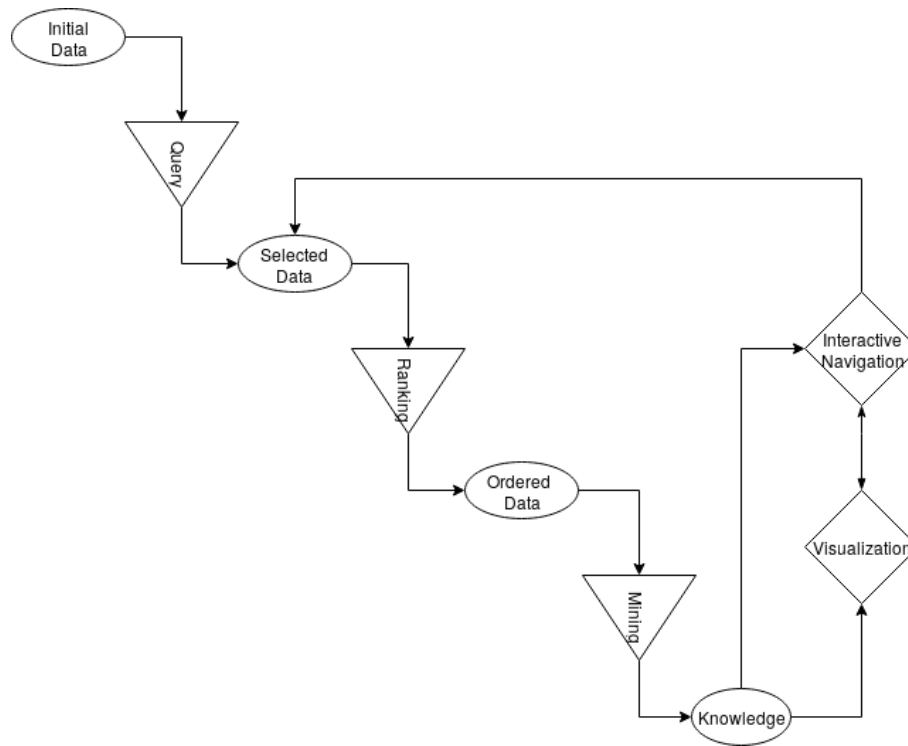 Initial
Data
Query
Selected
Data
Ranking
Interactive
Navigation
Ordered
Data
Visualization
Mining
Knowledge